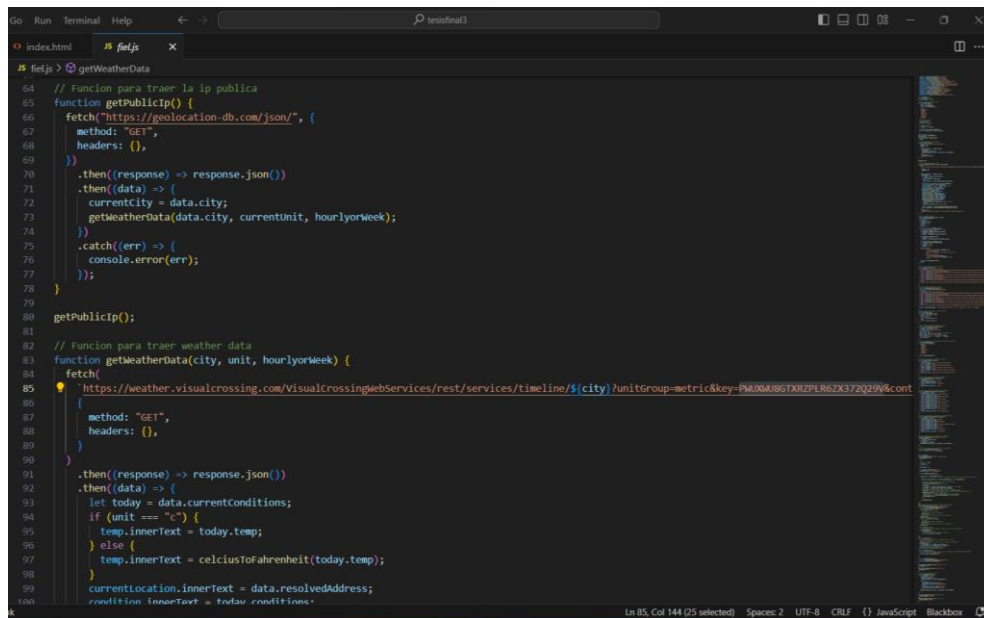 Go Run Terminal Help ← → tesisfinal3
index.html JS fiel.js ×
JS fiel.js > getWeatherData
64 // Funcion para traer la ip publica
65 function getPublicIp() {
66 fetch("https://geolocation-db.com/json/", {
67 method: "GET",
68 headers: {},
69 })
70 .then((response) => response.json())
71 .then((data) => {
72 currentCity = data.city;
73 getWeatherData(data.city, currentUnit, hourlyorWeek);
74 })
75 .catch((err) => {
76 console.error(err);
77 });
78 }
79
80 getPublicIp();
81
82 // Funcion para traer weather data
83 function getWeatherData(city, unit, hourlyorWeek) {
84 fetch(
85 `https://weather.visualcrossing.com/VisualCrossingWebServices/rest/services/timeline/${city}?unitGroup=metric&key=PWUXWU8GTXRZPLR6ZX372Q29V&cont
86 {
87 method: "GET",
88 headers: {},
89 }
90 )
91 .then((response) => response.json())
92 .then((data) => {
93 let today = data.currentConditions;
94 if (unit === "c") {
95 temp.innerText = today.temp;
96 } else {
97 temp.innerText = celciusToFahrenheit(today.temp);
98 }
99 currentLocation.innerText = data.resolvedAddress;
100 condition.innerText = today.conditions;
Ln 85, Col 144 (25 selected) Spaces: 2 UTF-8 CRLF {} JavaScript Blackbox